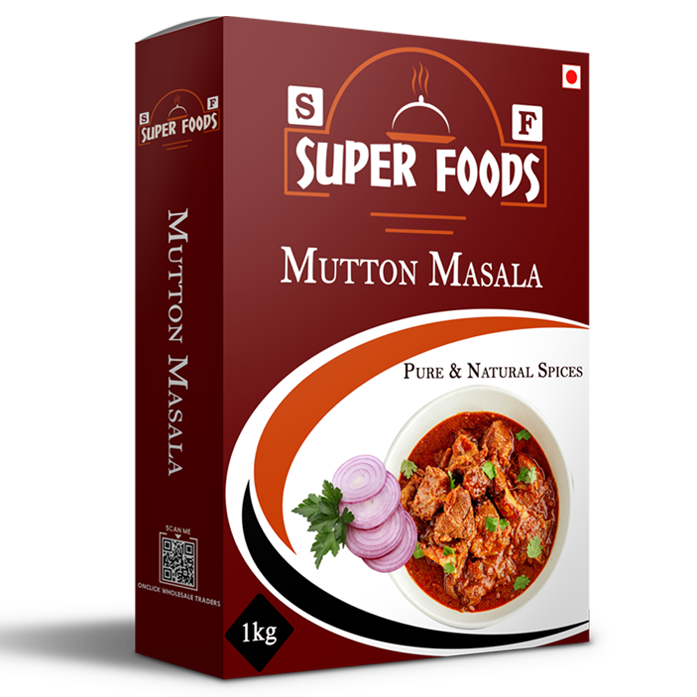 S F
SUPER FOODS
MUTTON MASALA
PURE & NATURAL SPICES
1kg
S F
SUPER FOODS
MUTTON MASALA
SCAN ME
ONCLICK WHOLESALE TRADERS